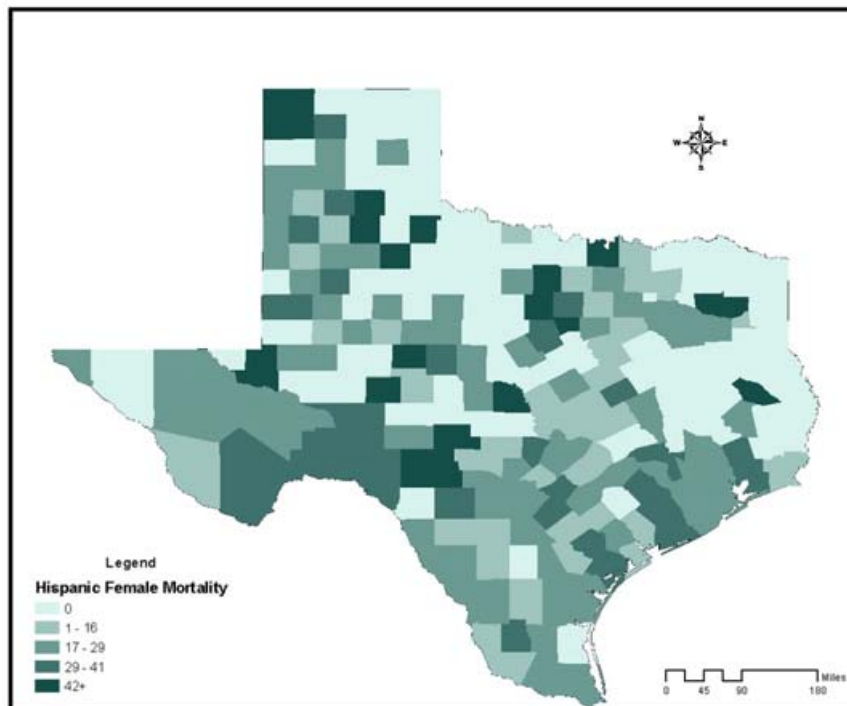 N
W E
S
Legend
Hispanic Female Mortality
0
1 - 16
17 - 29
29 - 41
42+
Miles
0 45 90 180